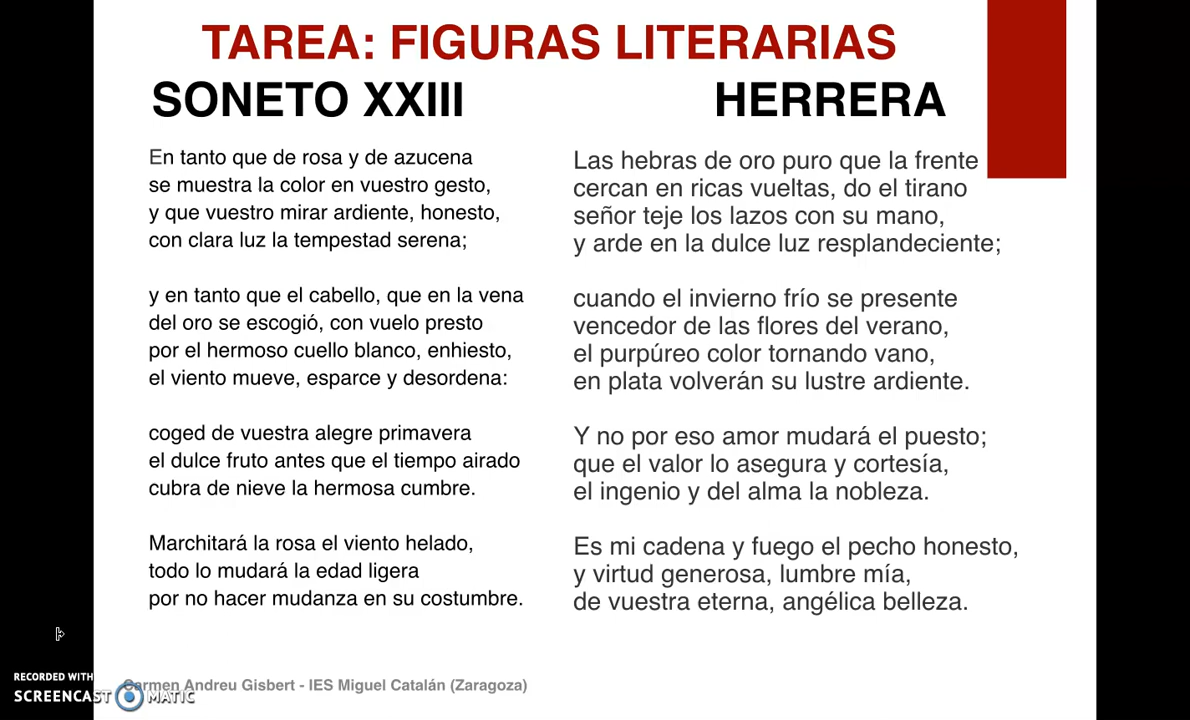 TAREA: FIGURAS LITERARIAS
SONETO XXIII
En tanto que de rosa y de azucena
se muestra la color en vuestro gesto,
y que vuestro mirar ardiente, honesto,
con clara luz la tempestad serena;
y en tanto que el cabello, que en la vena
del oro se escogió, con vuelo presto
por el hermoso cuello blanco, enhiesto,
el viento mueve, esparce y desordena:
coged de vuestra alegre primavera
el dulce fruto antes que el tiempo airado
cubra de nieve la hermosa cumbre.
Marchitará la rosa el viento helado,
todo lo mudará la edad ligera
por no hacer mudanza en su costumbre.
HERRERA
Las hebras de oro puro que la frente
cercan en ricas vueltas, do el tirano
señor teje los lazos con su mano,
y arde en la dulce luz resplandeciente;
cuando el invierno frío se presente
vencedor de las flores del verano,
el purpúreo color tornando vano,
en plata volverán su lustre ardiente.
Y no por eso amor mudará el puesto;
que el valor lo asegura y cortesía,
el ingenio y del alma la nobleza.
Es mi cadena y fuego el pecho honesto,
y virtud generosa, lumbre mía,
de vuestra eterna, angélica belleza.
Carmen Andreu Gisbert - IES Miguel Catalán (Zaragoza)
RECORDED WITH
SCREENCAST MATIC